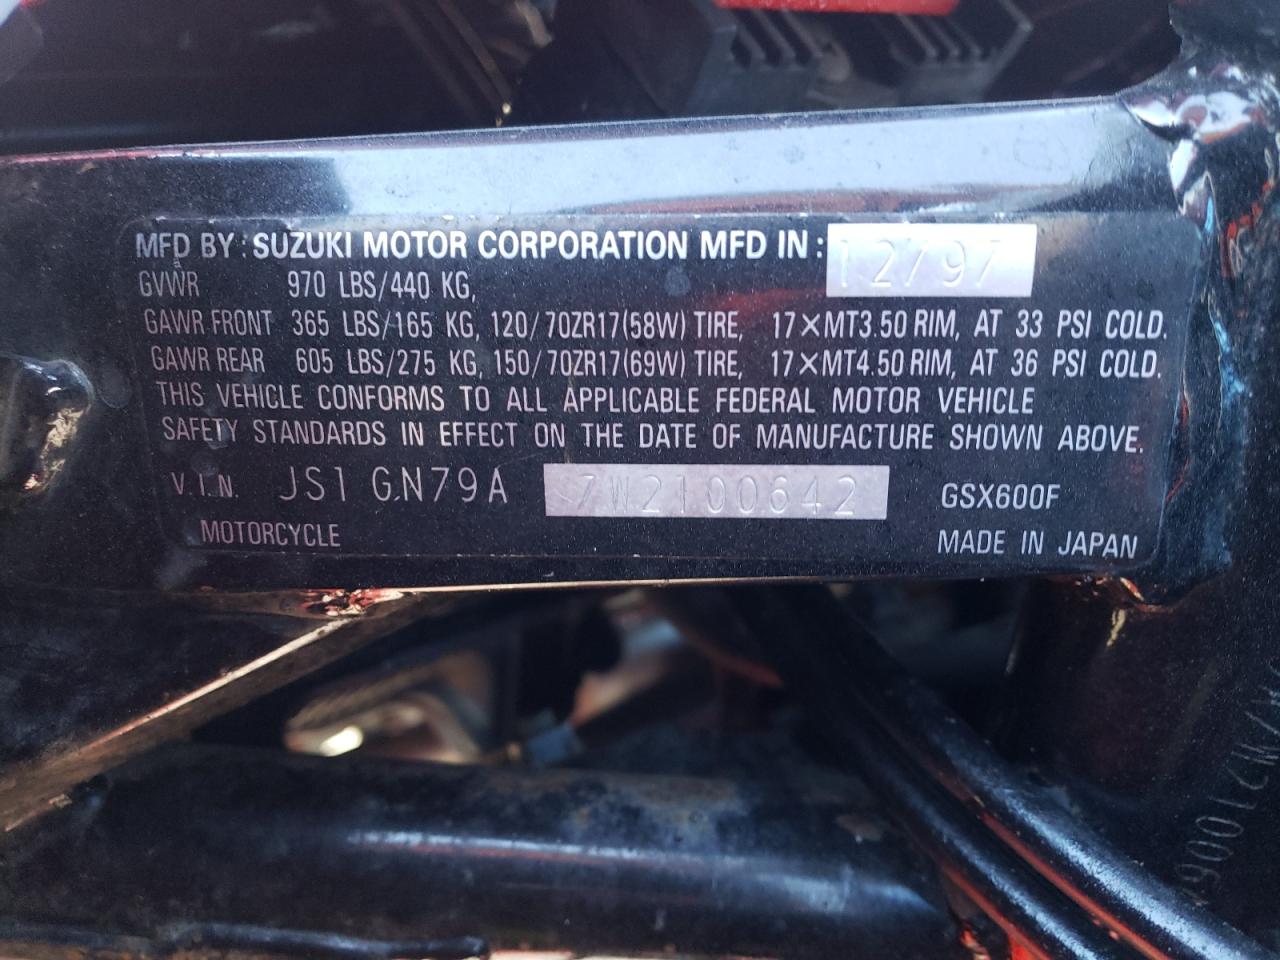 MFD BY : SUZUKI MOTOR CORPORATION MFD IN : 12/97
GVWR 970 LBS/440 KG,
GAWR FRONT 365 LBS/165 KG, 120/70ZR17(58W) TIRE, 17×MT3.50 RIM, AT 33 PSI COLD.
GAWR REAR 605 LBS/275 KG, 150/70ZR17(69W) TIRE, 17×MT4.50 RIM, AT 36 PSI COLD.
THIS VEHICLE CONFORMS TO ALL APPLICABLE FEDERAL MOTOR VEHICLE
SAFETY STANDARDS IN EFFECT ON THE DATE OF MANUFACTURE SHOWN ABOVE.
V.I.N. JS1GN79A 7W2100642 GSX600F
MOTORCYCLE MADE IN JAPAN